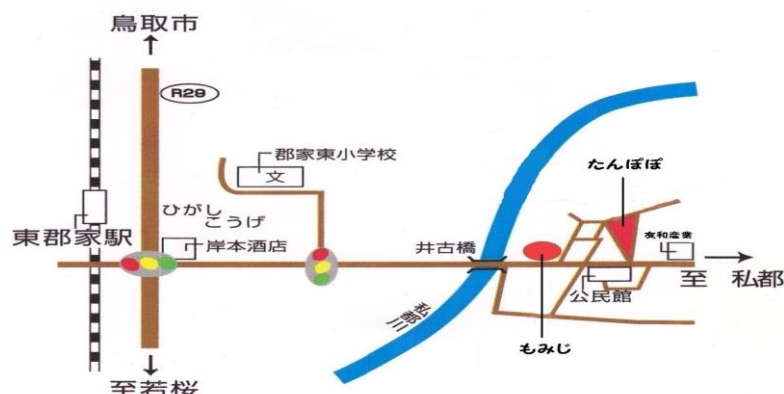 鳥取市
R29
郡家東小学校
文
たんぽぽ
ひがし
こうげ
東郡家駅
岸本酒店
井古橋
友和産業
至 私都
公民館
私都川
もみじ
至若桜